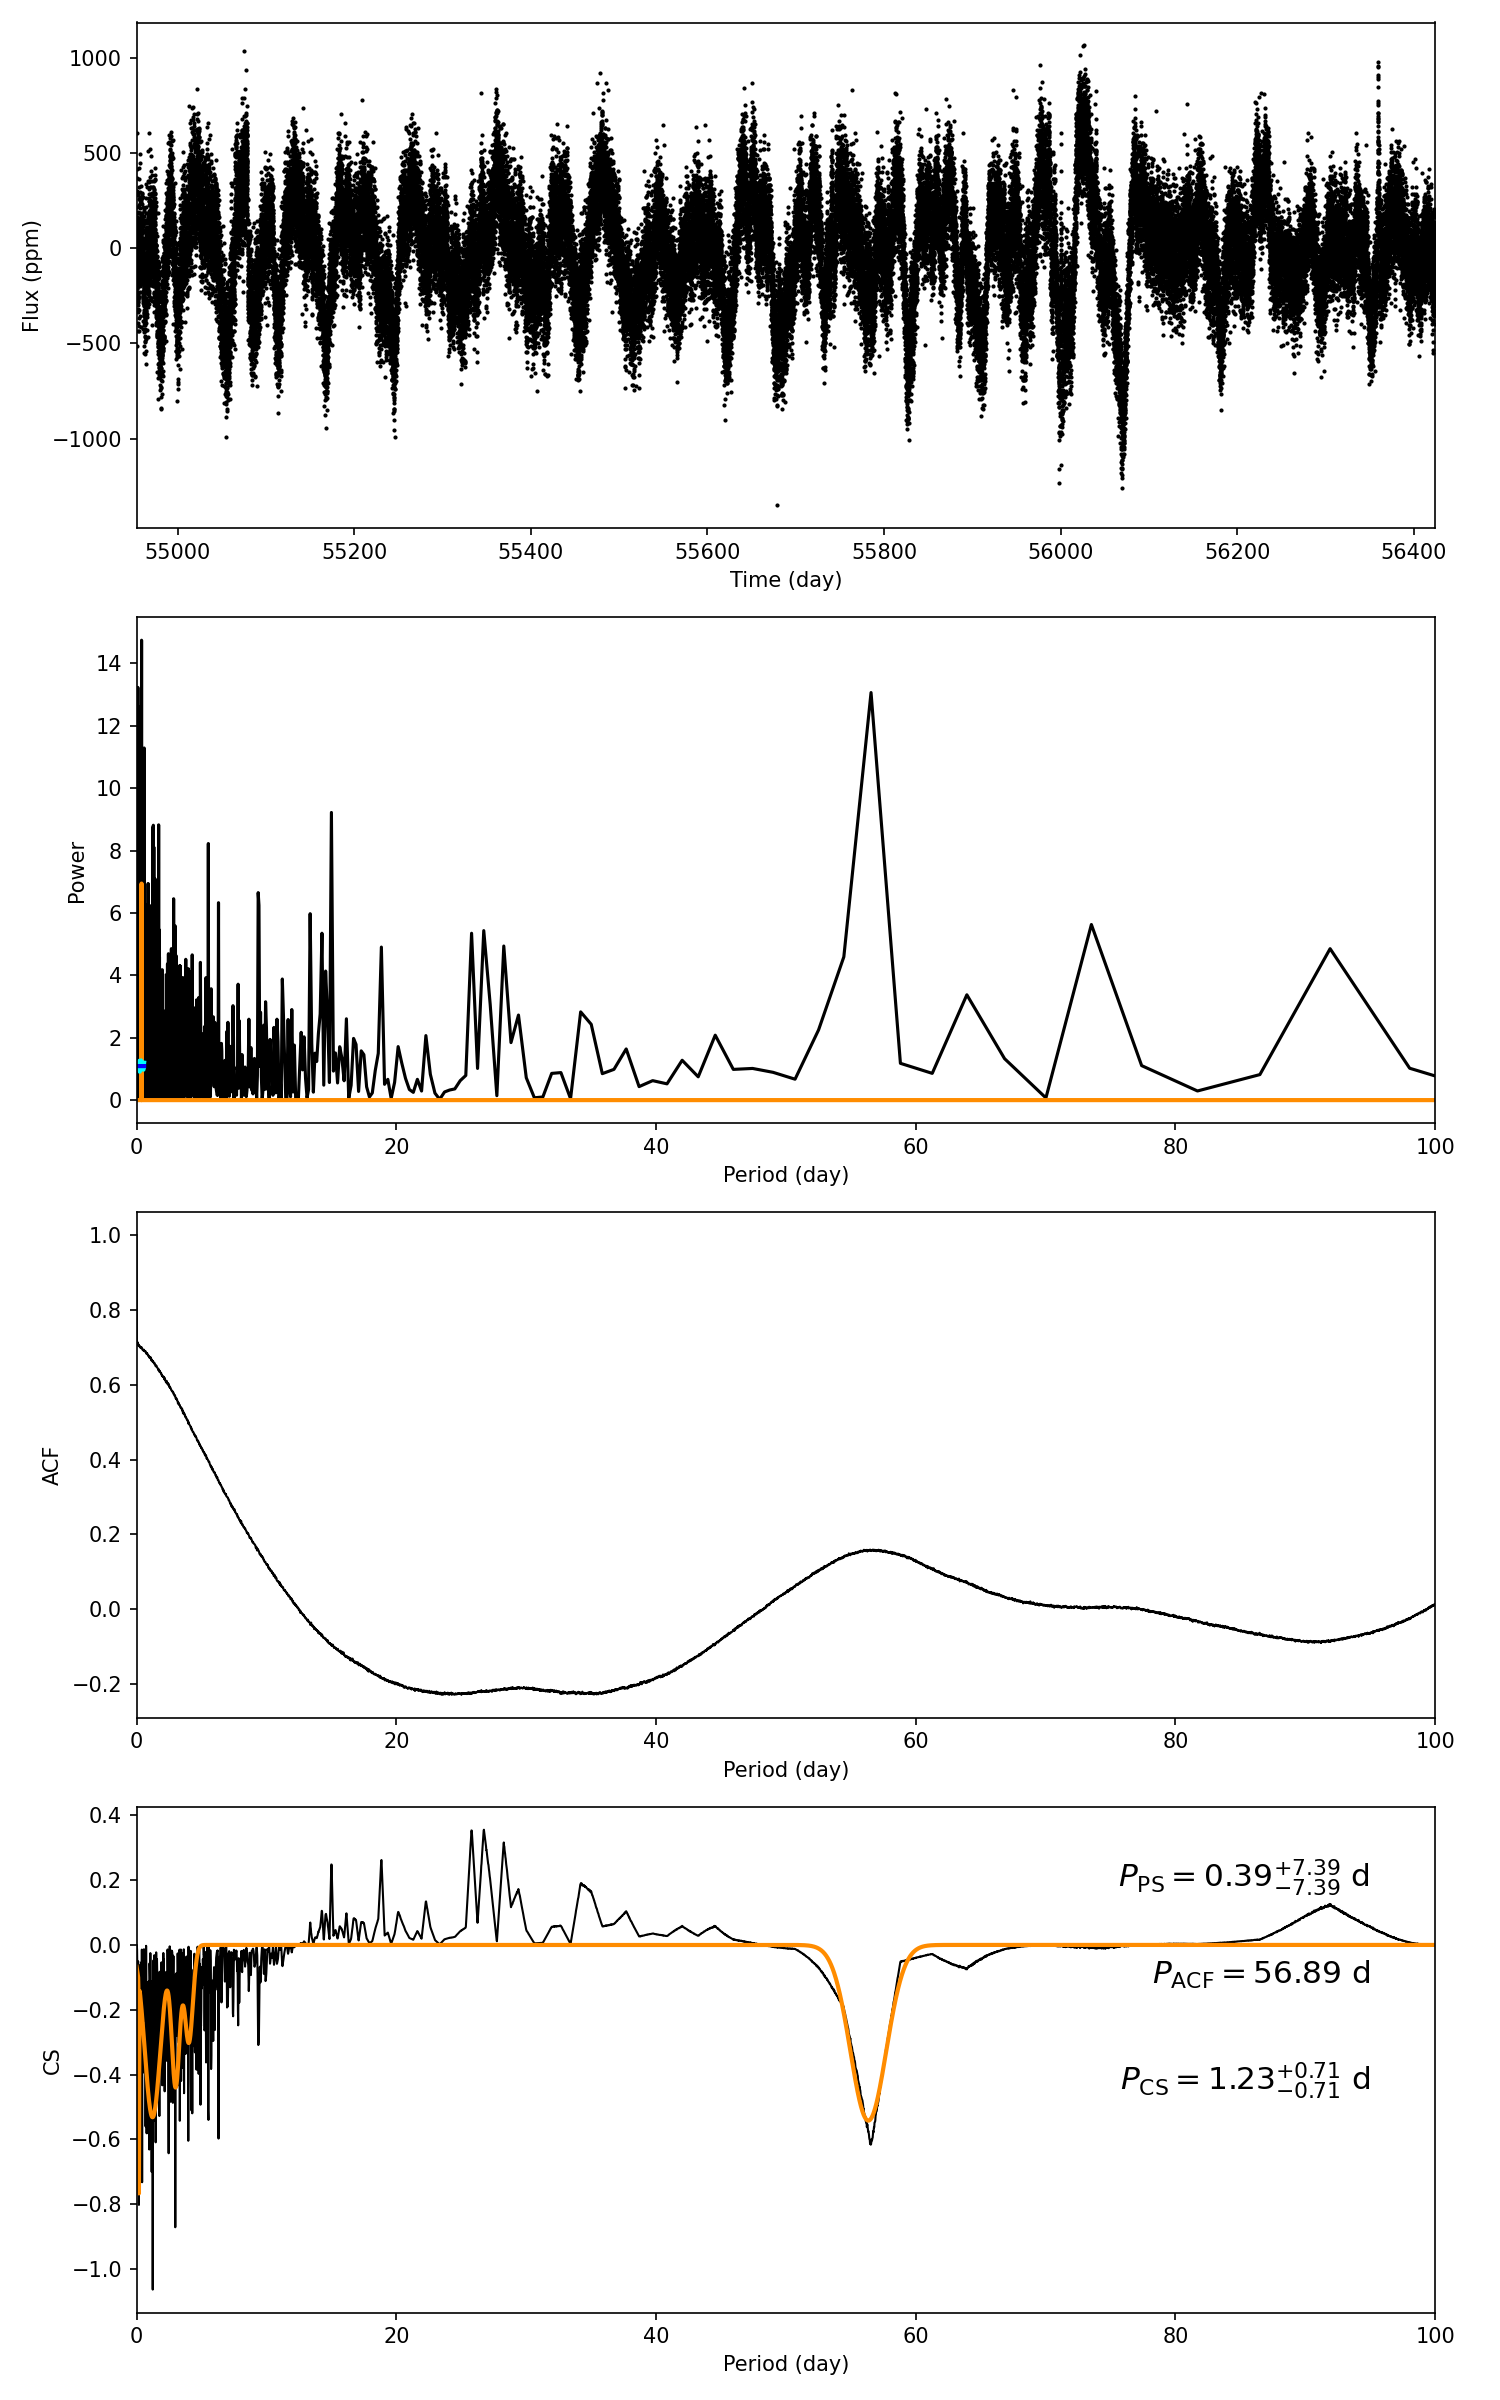 1000
500
0
−500
−1000
Flux (ppm)
55000 55200 55400 55600 55800 56000 56200 56400
Time (day)
14
12
10
8
6
4
2
0
Power
0 20 40 60 80 100
Period (day)
1.0
0.8
0.6
0.4
0.2
0.0
−0.2
ACF
0 20 40 60 80 100
Period (day)
0.4
0.2
0.0
−0.2
−0.4
−0.6
−0.8
−1.0
CS
P_PS = 0.39^{+7.39}_{−7.39} d
P_ACF = 56.89 d
P_CS = 1.23^{+0.71}_{−0.71} d
0 20 40 60 80 100
Period (day)